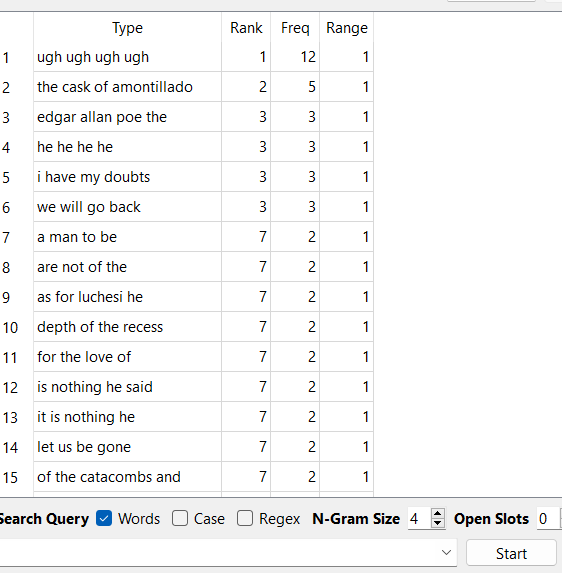 Type Rank Freq Range
1 ugh ugh ugh ugh 1 12 1
2 the cask of amontillado 2 5 1
3 edgar allan poe the 3 3 1
4 he he he he 3 3 1
5 i have my doubts 3 3 1
6 we will go back 3 3 1
7 a man to be 7 2 1
8 are not of the 7 2 1
9 as for luchesi he 7 2 1
10 depth of the recess 7 2 1
11 for the love of 7 2 1
12 is nothing he said 7 2 1
13 it is nothing he 7 2 1
14 let us be gone 7 2 1
15 of the catacombs and 7 2 1
Search Query Words Case Regex N-Gram Size 4 Open Slots 0
Start